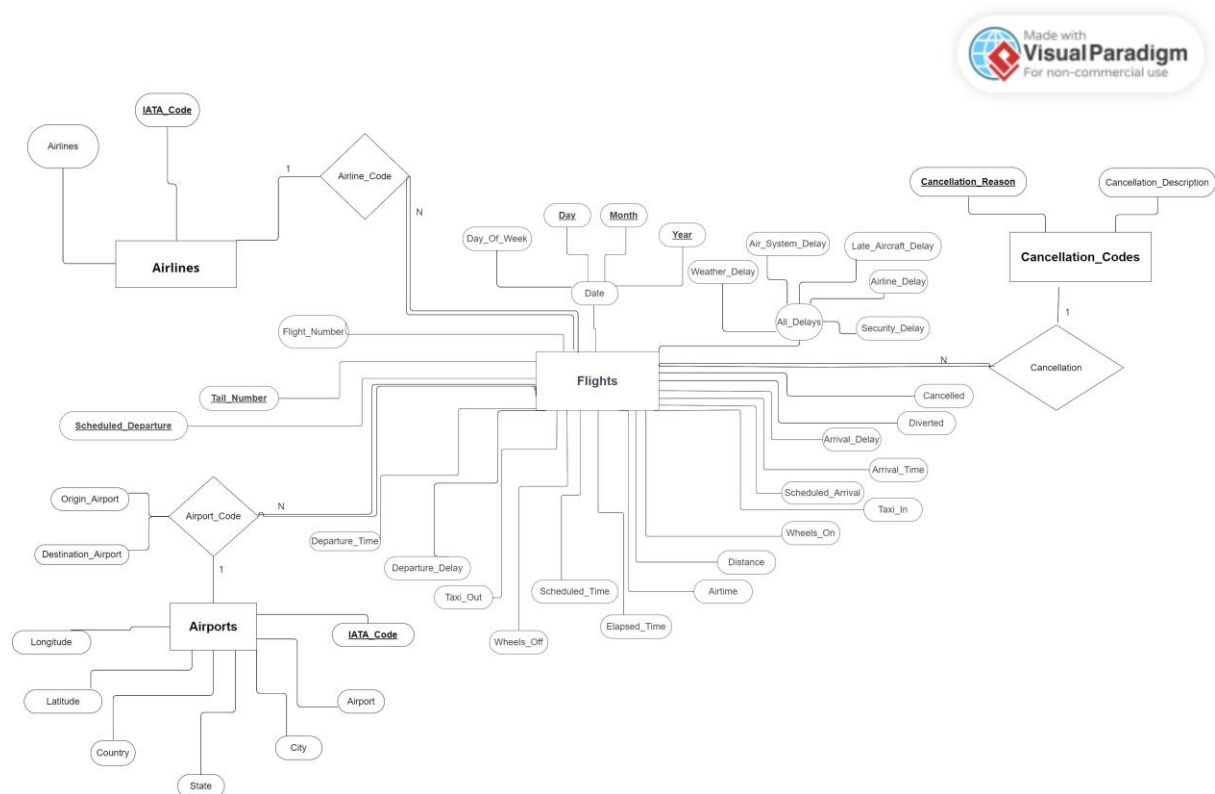 Made with
Visual Paradigm
For non-commercial use
IATA_Code
Airlines
1
Airline_Code
N
Airlines
Day
Month
Year
Day_Of_Week
Date
Air_System_Delay
Late_Aircraft_Delay
Weather_Delay
Airline_Delay
All_Delays
Security_Delay
Cancellation_Reason
Cancellation_Description
Cancellation_Codes
1
Cancellation
N
Flight_Number
Flights
Tail_Number
Scheduled_Departure
Cancelled
Diverted
Arrival_Delay
Arrival_Time
Scheduled_Arrival
Taxi_In
Wheels_On
Distance
Airtime
Elapsed_Time
Scheduled_Time
Wheels_Off
Taxi_Out
Departure_Delay
Departure_Time
Origin_Airport
Airport_Code
N
Destination_Airport
1
Airports
IATA_Code
Longitude
Latitude
Airport
Country
City
State